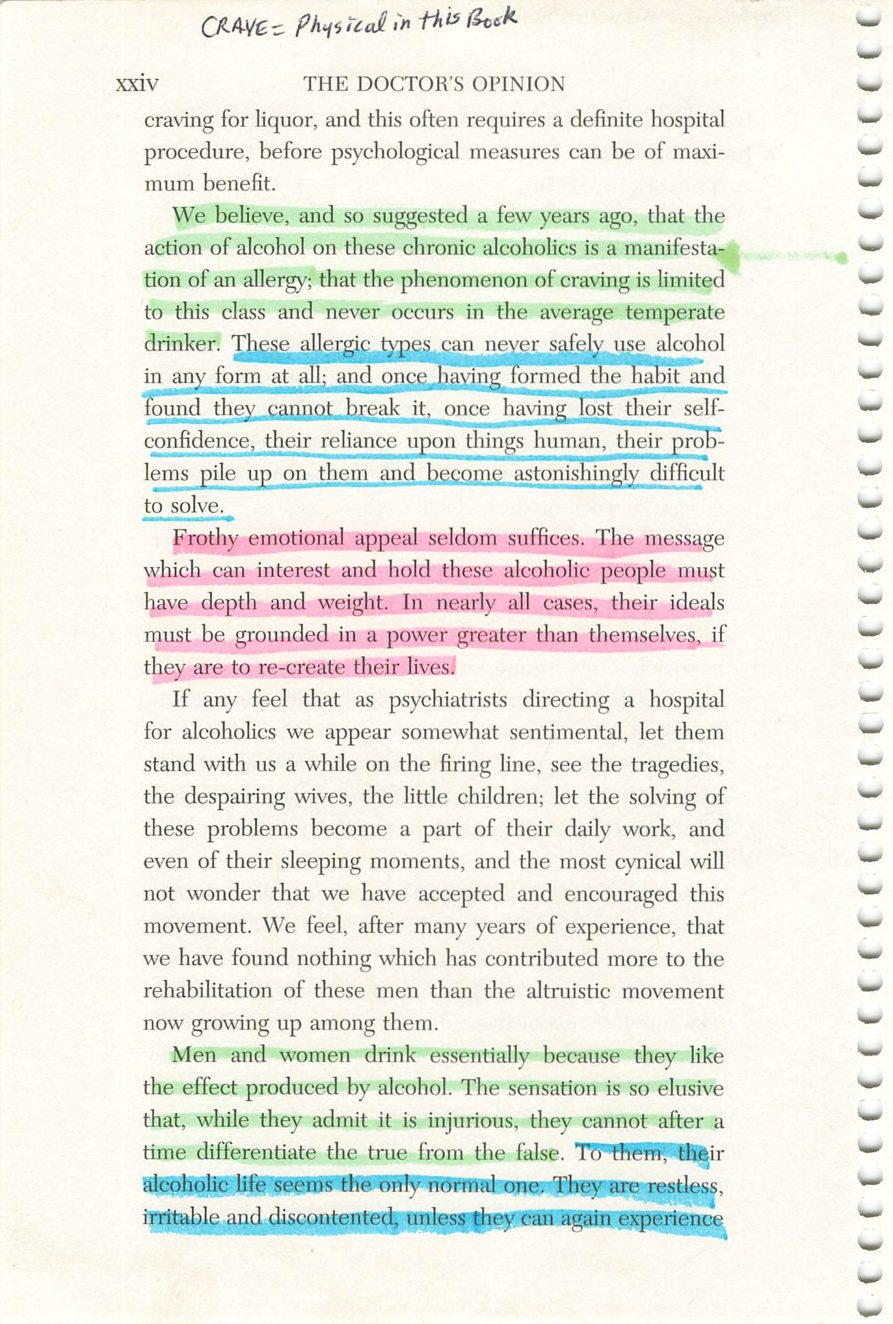 CRAVE = Physical in this Book
xxiv THE DOCTOR'S OPINION
craving for liquor, and this often requires a definite hospital
procedure, before psychological measures can be of maxi-
mum benefit.
We believe, and so suggested a few years ago, that the
action of alcohol on these chronic alcoholics is a manifesta-
tion of an allergy; that the phenomenon of craving is limited
to this class and never occurs in the average temperate
drinker. These allergic types can never safely use alcohol
in any form at all; and once having formed the habit and
found they cannot break it, once having lost their self-
confidence, their reliance upon things human, their prob-
lems pile up on them and become astonishingly difficult
to solve.
Frothy emotional appeal seldom suffices. The message
which can interest and hold these alcoholic people must
have depth and weight. In nearly all cases, their ideals
must be grounded in a power greater than themselves, if
they are to re-create their lives.
If any feel that as psychiatrists directing a hospital
for alcoholics we appear somewhat sentimental, let them
stand with us a while on the firing line, see the tragedies,
the despairing wives, the little children; let the solving of
these problems become a part of their daily work, and
even of their sleeping moments, and the most cynical will
not wonder that we have accepted and encouraged this
movement. We feel, after many years of experience, that
we have found nothing which has contributed more to the
rehabilitation of these men than the altruistic movement
now growing up among them.
Men and women drink essentially because they like
the effect produced by alcohol. The sensation is so elusive
that, while they admit it is injurious, they cannot after a
time differentiate the true from the false. To them, their
alcoholic life seems the only normal one. They are restless,
irritable and discontented, unless they can again experience